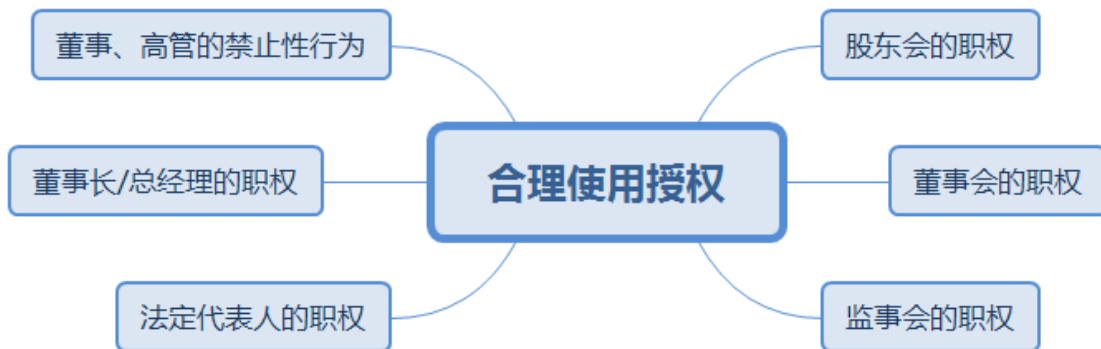 董事、高管的禁止性行为
股东会的职权
董事长/总经理的职权
合理使用授权
董事会的职权
法定代表人的职权
监事会的职权